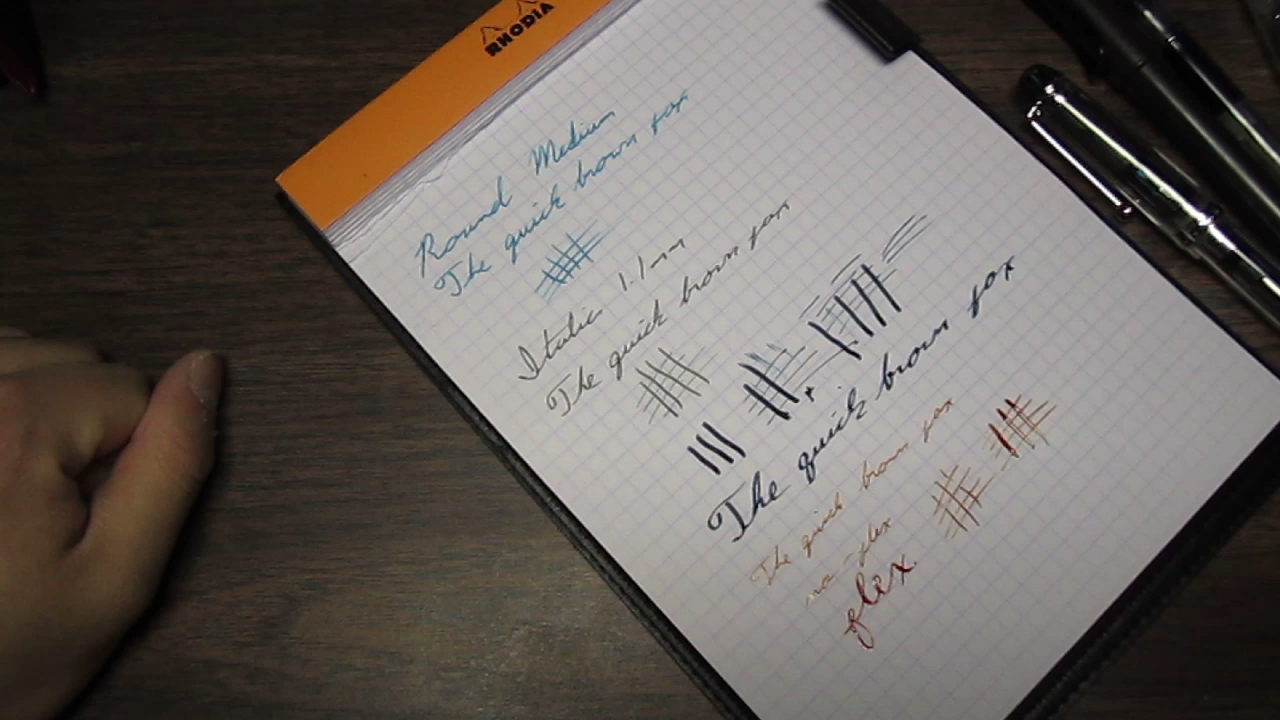 RHODIA
Round Medium
The quick brown fox
Italic 1.1mm
The quick brown fox
The quick brown fox
The quick brown fox
no-flex
flex